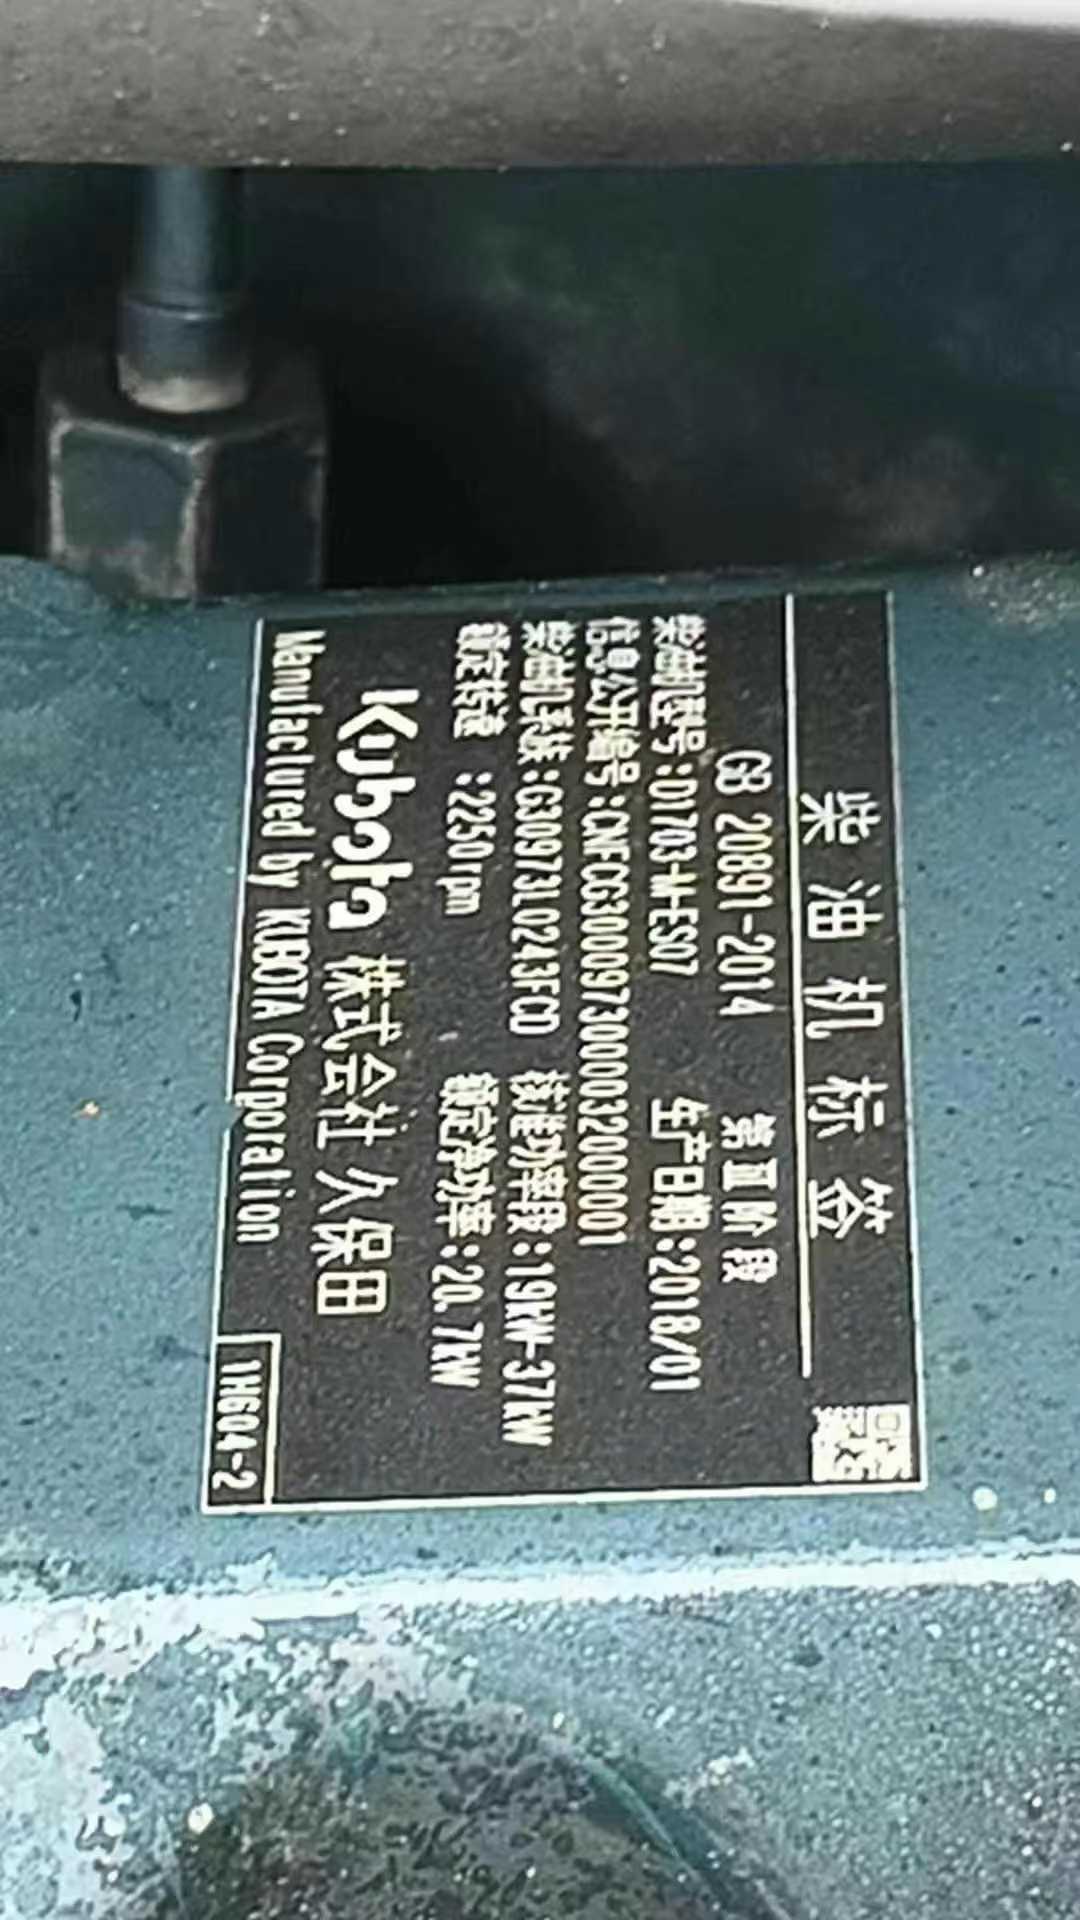 柴油机标签
GB 20891-2014 第Ⅲ阶段
柴油机型号:D1703-M-ES07 生产日期:2018/01
信息公开编号:CNFCG30009730000320000001
柴油机系族:G30973L0243FCD 核准功率段:19kW-37kW
额定转速 :2250rpm 额定净功率:20.7kW
Kubota 株式会社 久保田
Manufactured by KUBOTA Corporation
1H604-2